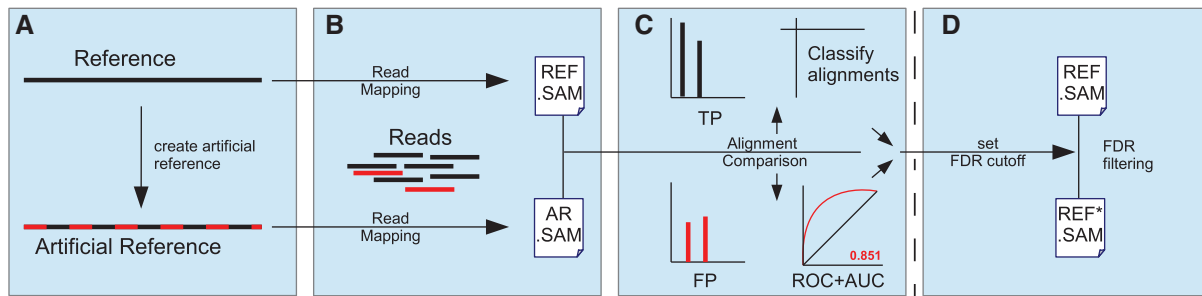 A
Reference
create artificial
reference
Artificial Reference
B
Read
Mapping
REF
.SAM
Reads
Read
Mapping
AR
.SAM
C
TP
Classify
alignments
Alignment
Comparison
FP
0.851
ROC+AUC
D
REF
.SAM
set
FDR cutoff
FDR
filtering
REF*
.SAM